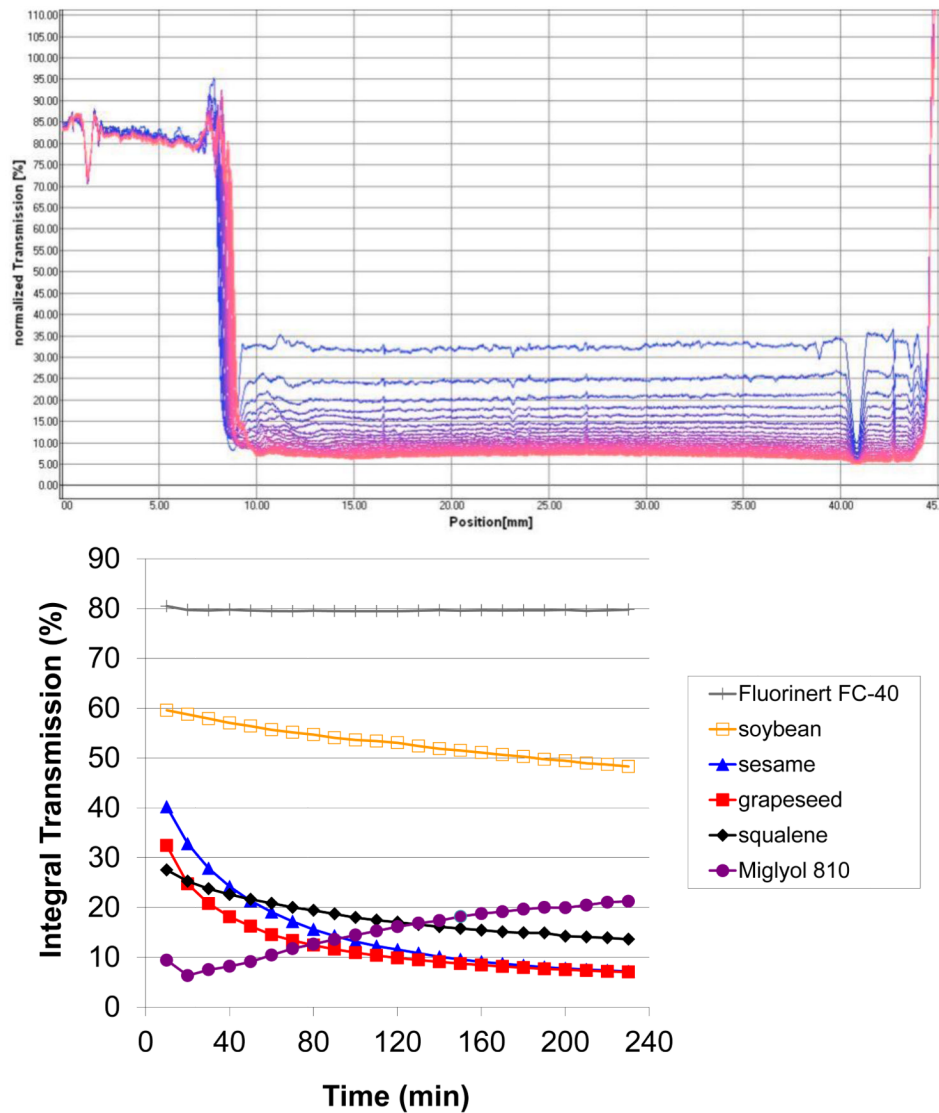 110.00
105.00
100.00
95.00
90.00
85.00
80.00
75.00
70.00
65.00
60.00
55.00
50.00
45.00
40.00
35.00
30.00
25.00
20.00
15.00
10.00
5.00
0.00
normalized Transmission [%]
.00 5.00 10.00 15.00 20.00 25.00 30.00 35.00 40.00 45.
Position[mm]
90
80
70
60
50
40
30
20
10
0
Integral Transmission (%)
0 40 80 120 160 200 240
Time (min)
Fluorinert FC-40
soybean
sesame
grapeseed
squalene
Miglyol 810